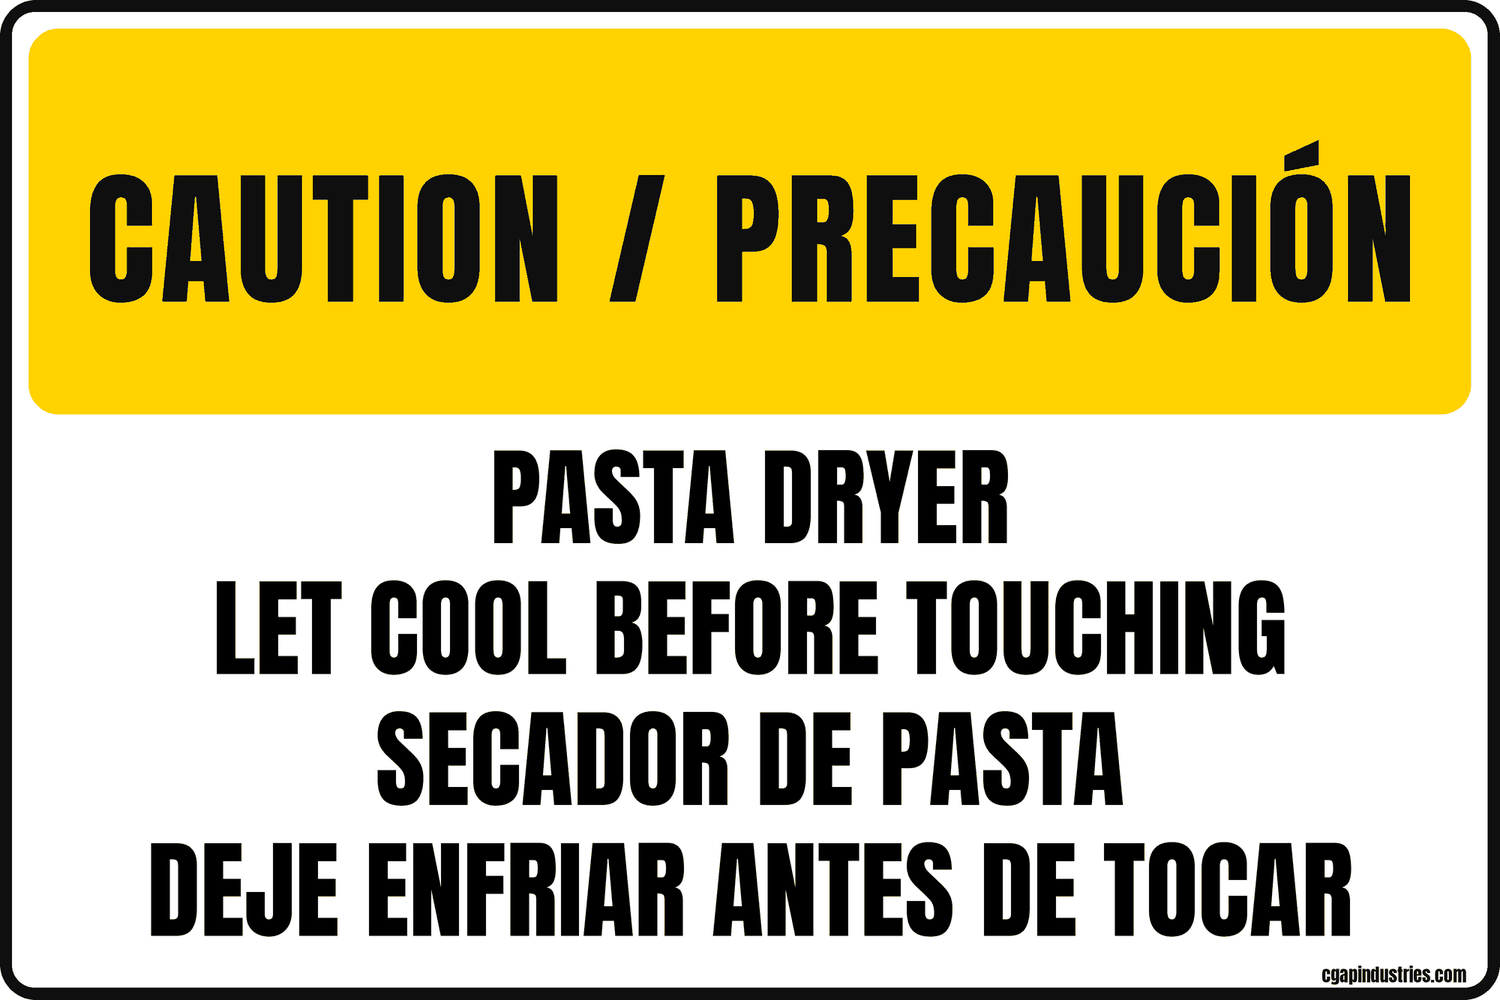 CAUTION / PRECAUCIÓN
PASTA DRYER
LET COOL BEFORE TOUCHING
SECADOR DE PASTA
DEJE ENFRIAR ANTES DE TOCAR
cgapindustries.com